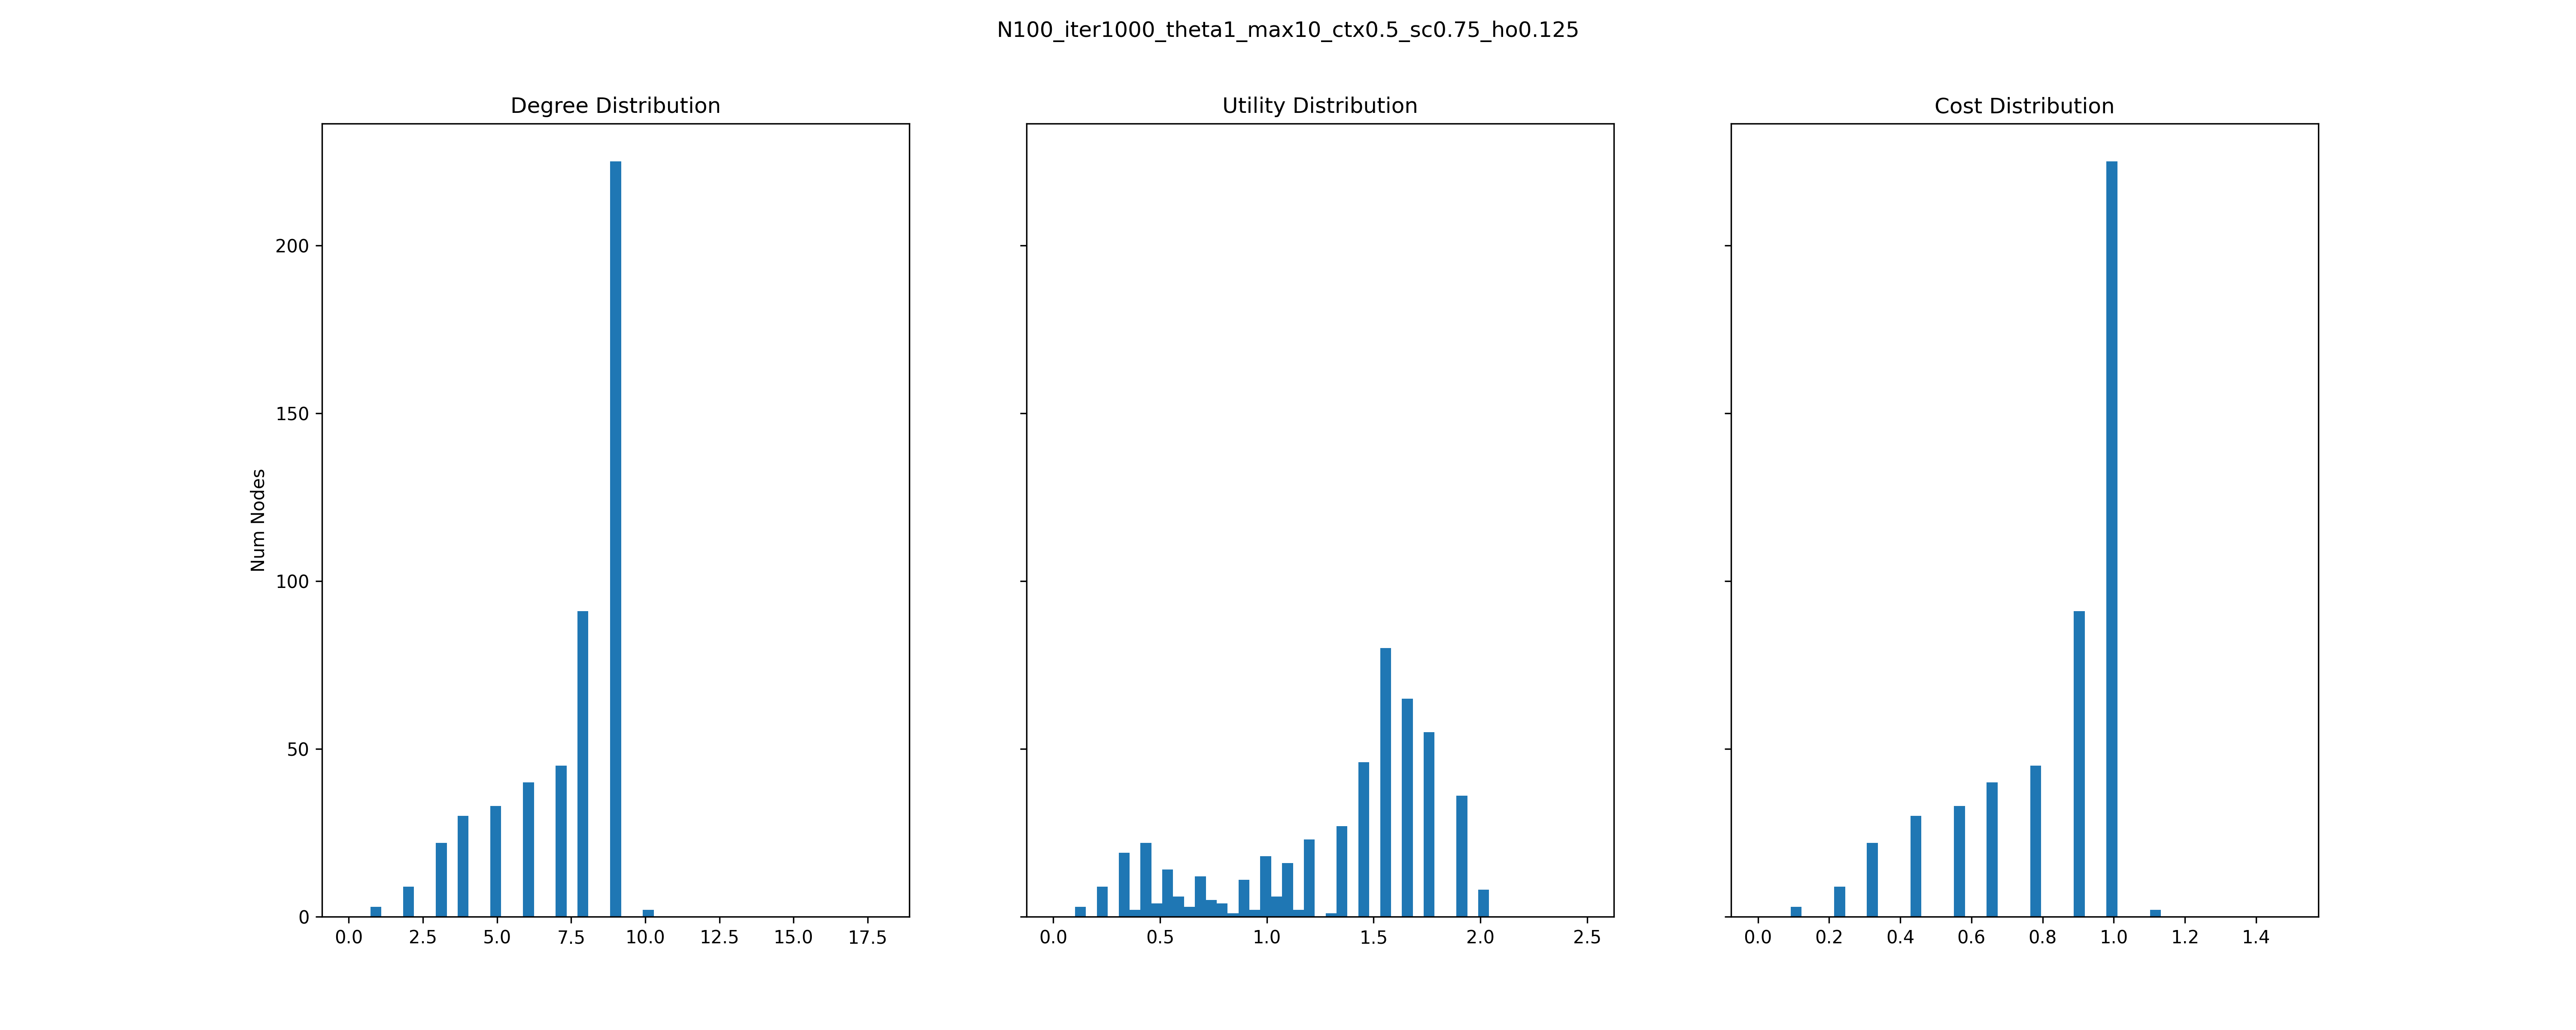 N100_iter1000_theta1_max10_ctx0.5_sc0.75_ho0.125
Degree Distribution
Utility Distribution
Cost Distribution
Num Nodes
200
150
100
50
0
0.0 2.5 5.0 7.5 10.0 12.5 15.0 17.5
0.0 0.5 1.0 1.5 2.0 2.5
0.0 0.2 0.4 0.6 0.8 1.0 1.2 1.4